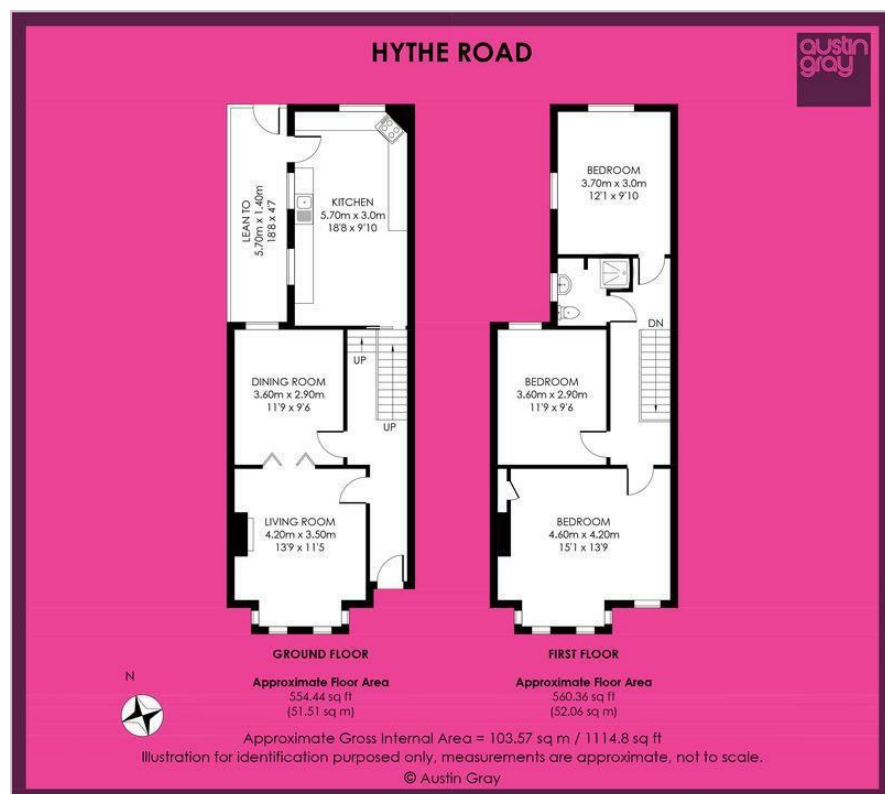 HYTHE ROAD
austin
gray
LEAN TO
5.70m x 1.40m
18'8 x 4'7
KITCHEN
5.70m x 3.0m
18'8 x 9'10
UP
UP
DINING ROOM
3.60m x 2.90m
11'9 x 9'6
LIVING ROOM
4.20m x 3.50m
13'9 x 11'5
BEDROOM
3.70m x 3.0m
12'1 x 9'10
DN
BEDROOM
3.60m x 2.90m
11'9 x 9'6
BEDROOM
4.60m x 4.20m
15'1 x 13'9
GROUND FLOOR
Approximate Floor Area
554.44 sq ft
(51.51 sq m)
FIRST FLOOR
Approximate Floor Area
560.36 sq ft
(52.06 sq m)
N
Approximate Gross Internal Area = 103.57 sq m / 1114.8 sq ft
Illustration for identification purposed only, measurements are approximate, not to scale.
© Austin Gray